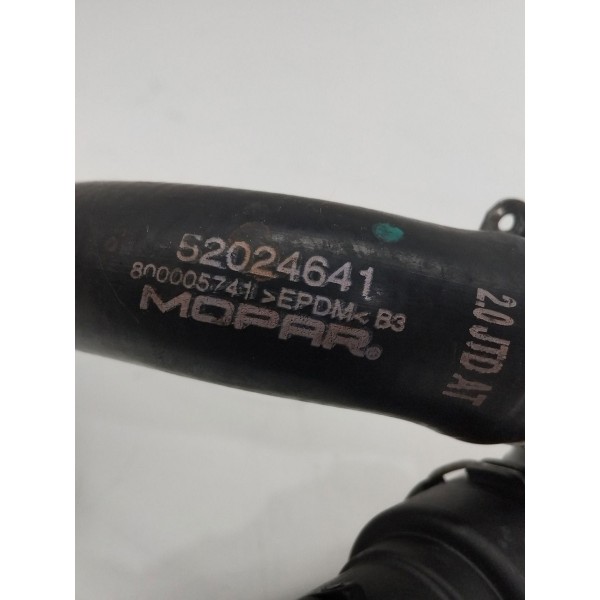 52024641
800005741 >EPDM< B3
MOPAR®
2.0 JTD AT